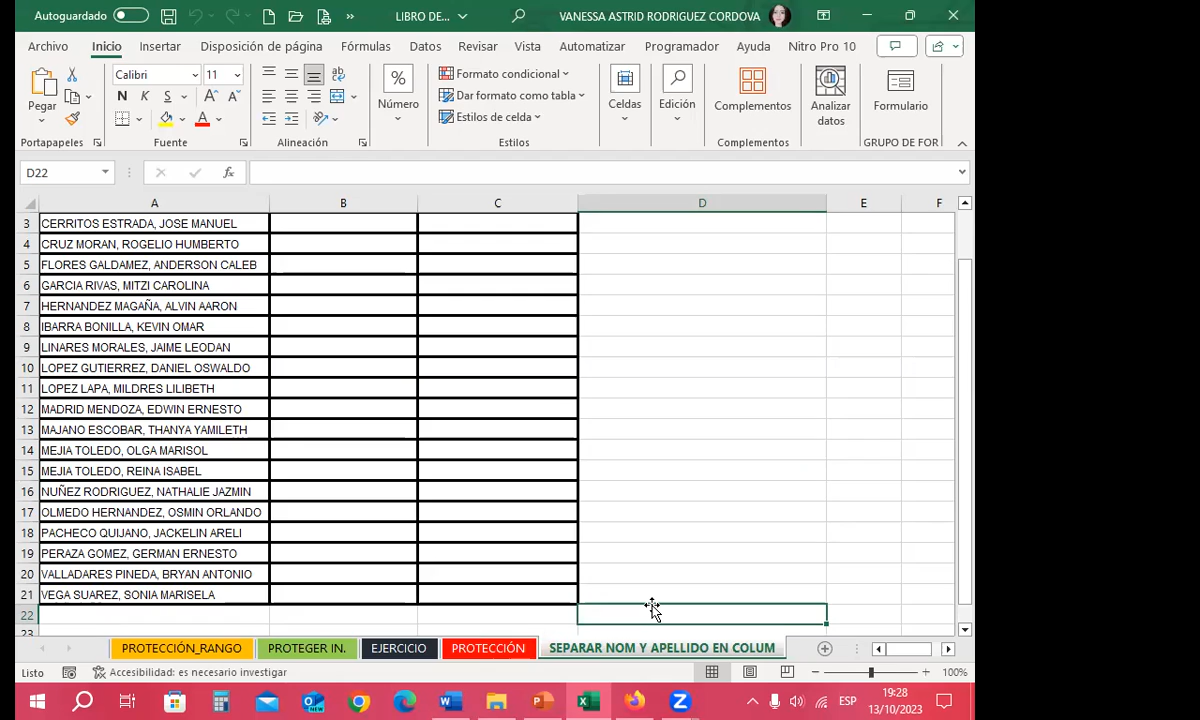 Autoguardado
LIBRO DE...
VANESSA ASTRID RODRIGUEZ CORDOVA
Archivo Inicio Insertar Disposición de página Fórmulas Datos Revisar Vista Automatizar Programador Ayuda Nitro Pro 10
Pegar
Portapapeles
Calibri 11
N K S A A
A
Fuente
ab
Alineación
%
Número
Formato condicional
Dar formato como tabla
Estilos de celda
Estilos
Celdas
Edición
Complementos
Complementos
Analizar
datos
Formulario
GRUPO DE FOR
D22
fx
A B C D E F
3 CERRITOS ESTRADA, JOSE MANUEL
4 CRUZ MORAN, ROGELIO HUMBERTO
5 FLORES GALDAMEZ, ANDERSON CALEB
6 GARCIA RIVAS, MITZI CAROLINA
7 HERNANDEZ MAGAÑA, ALVIN AARON
8 IBARRA BONILLA, KEVIN OMAR
9 LINARES MORALES, JAIME LEODAN
10 LOPEZ GUTIERREZ, DANIEL OSWALDO
11 LOPEZ LAPA, MILDRES LILIBETH
12 MADRID MENDOZA, EDWIN ERNESTO
13 MAJANO ESCOBAR, THANYA YAMILETH
14 MEJIA TOLEDO, OLGA MARISOL
15 MEJIA TOLEDO, REINA ISABEL
16 NUÑEZ RODRIGUEZ, NATHALIE JAZMIN
17 OLMEDO HERNANDEZ, OSMIN ORLANDO
18 PACHECO QUIJANO, JACKELIN ARELI
19 PERAZA GOMEZ, GERMAN ERNESTO
20 VALLADARES PINEDA, BRYAN ANTONIO
21 VEGA SUAREZ, SONIA MARISELA
22
23
PROTECCIÓN_RANGO PROTEGER IN. EJERCICIO PROTECCIÓN SEPARAR NOM Y APELLIDO EN COLUM
Listo
Accesibilidad: es necesario investigar
100%
ESP
19:28
13/10/2023